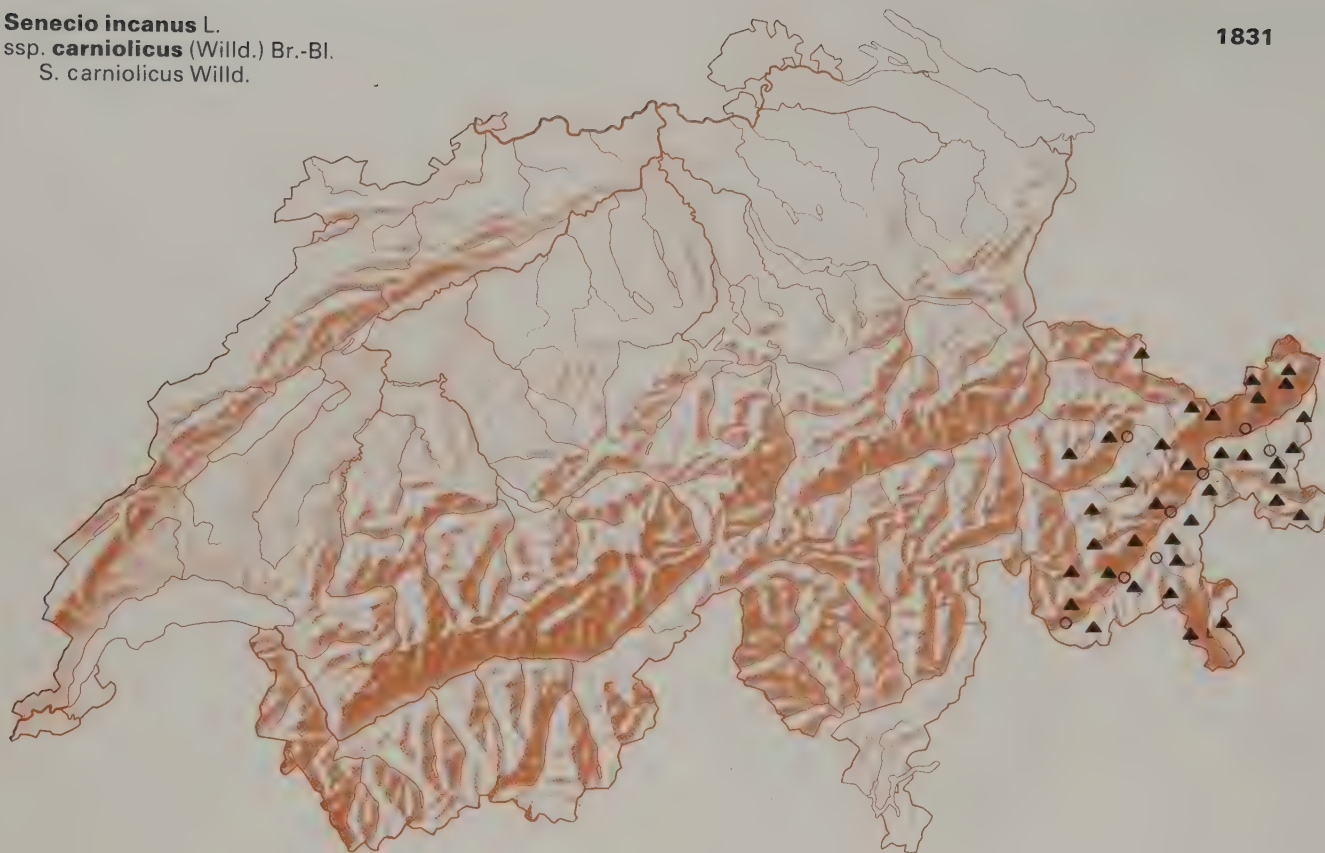 Senecio incanus L.
ssp. carniolicus (Willd.) Br.-Bl.
S. carniolicus Willd.
1831